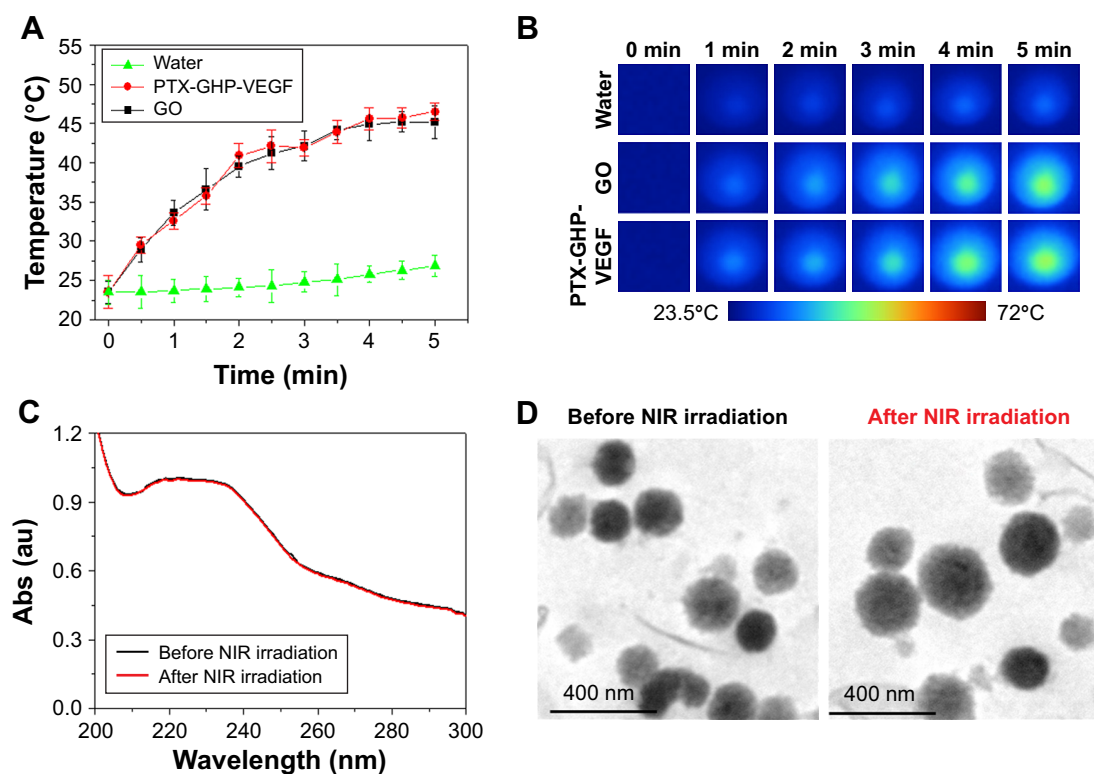 A
Temperature (°C)
55
50
45
40
35
30
25
20
Water
PTX-GHP-VEGF
GO
0 1 2 3 4 5
Time (min)
B
0 min 1 min 2 min 3 min 4 min 5 min
Water
GO
PTX-GHP-
VEGF
23.5°C 72°C
C
Abs (au)
1.2
0.9
0.6
0.3
0.0
Before NIR irradiation
After NIR irradiation
200 220 240 260 280 300
Wavelength (nm)
D
Before NIR irradiation After NIR irradiation
400 nm 400 nm